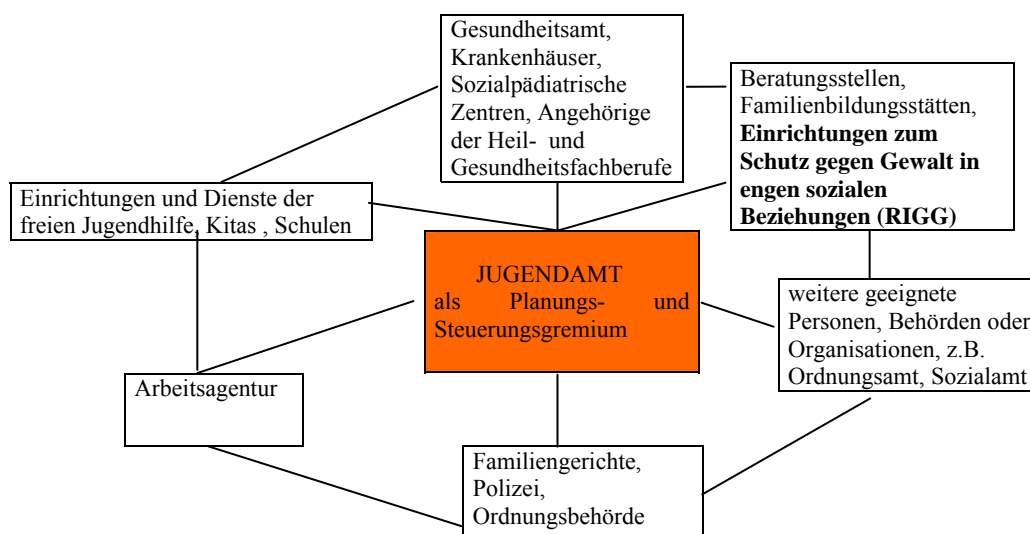 Gesundheitsamt,
Krankenhäuser,
Sozialpädiatrische
Zentren, Angehörige
der Heil- und
Gesundheitsfachberufe
Beratungsstellen,
Familienbildungsstätten,
Einrichtungen zum
Schutz gegen Gewalt in
engen sozialen
Beziehungen (RIGG)
Einrichtungen und Dienste der
freien Jugendhilfe, Kitas , Schulen
JUGENDAMT
als Planungs- und
Steuerungsgremium
weitere geeignete
Personen, Behörden oder
Organisationen, z.B.
Ordnungsamt, Sozialamt
Arbeitsagentur
Familiengerichte,
Polizei,
Ordnungsbehörde